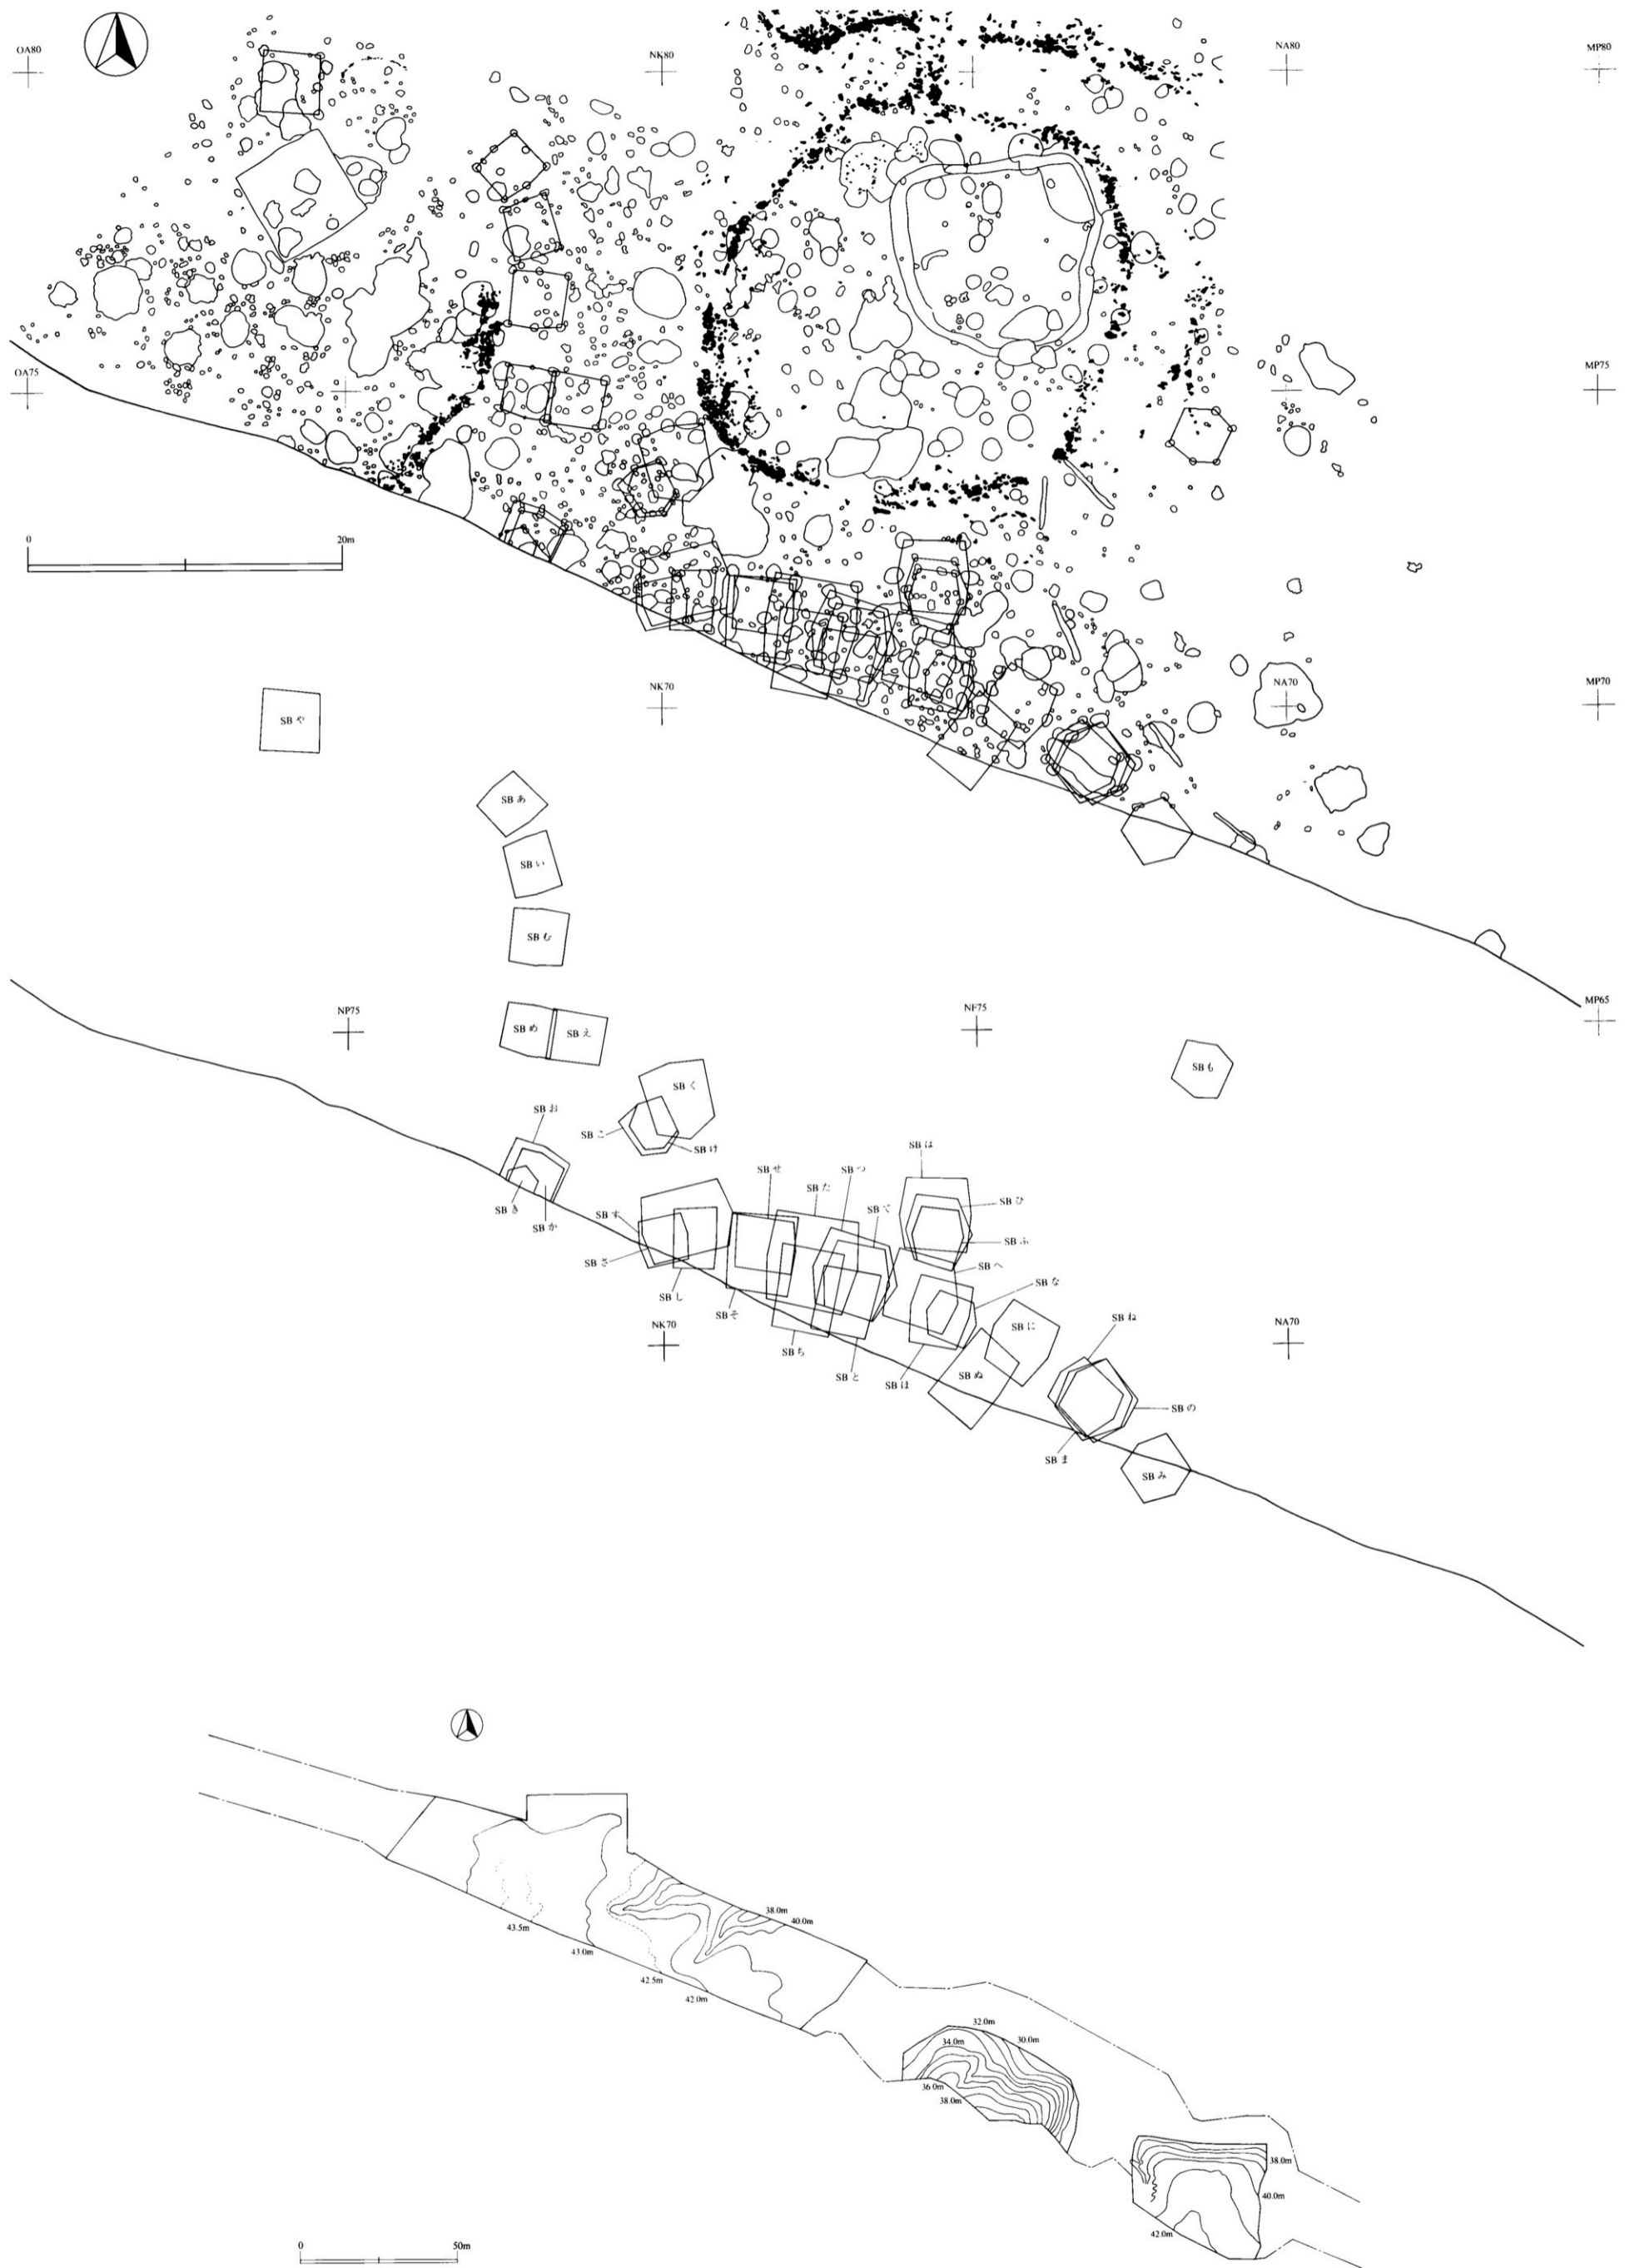 OA80
NK80
NA80
MP80
OA75
MP75
0
20m
NK70
NA70
MP70
SB や
SB あ
SB い
SB む
MP65
NP75
NF75
SB め
SB え
SB も
SB く
SB お
SB こ
SB け
SB は
SB せ
SB つ
SB た
SB ひ
SB て
SB き
SB か
SB す
SB ふ
SB さ
SB へ
SB な
SB し
SB そ
SB に
SB ね
NK70
NA70
SB ち
SB と
SB ぬ
SB の
SB ま
SB み
38.0m
40.0m
43.5m
43.0m
42.5m
42.0m
32.0m
34.0m
30.0m
36.0m
38.0m
38.0m
40.0m
42.0m
0
50m